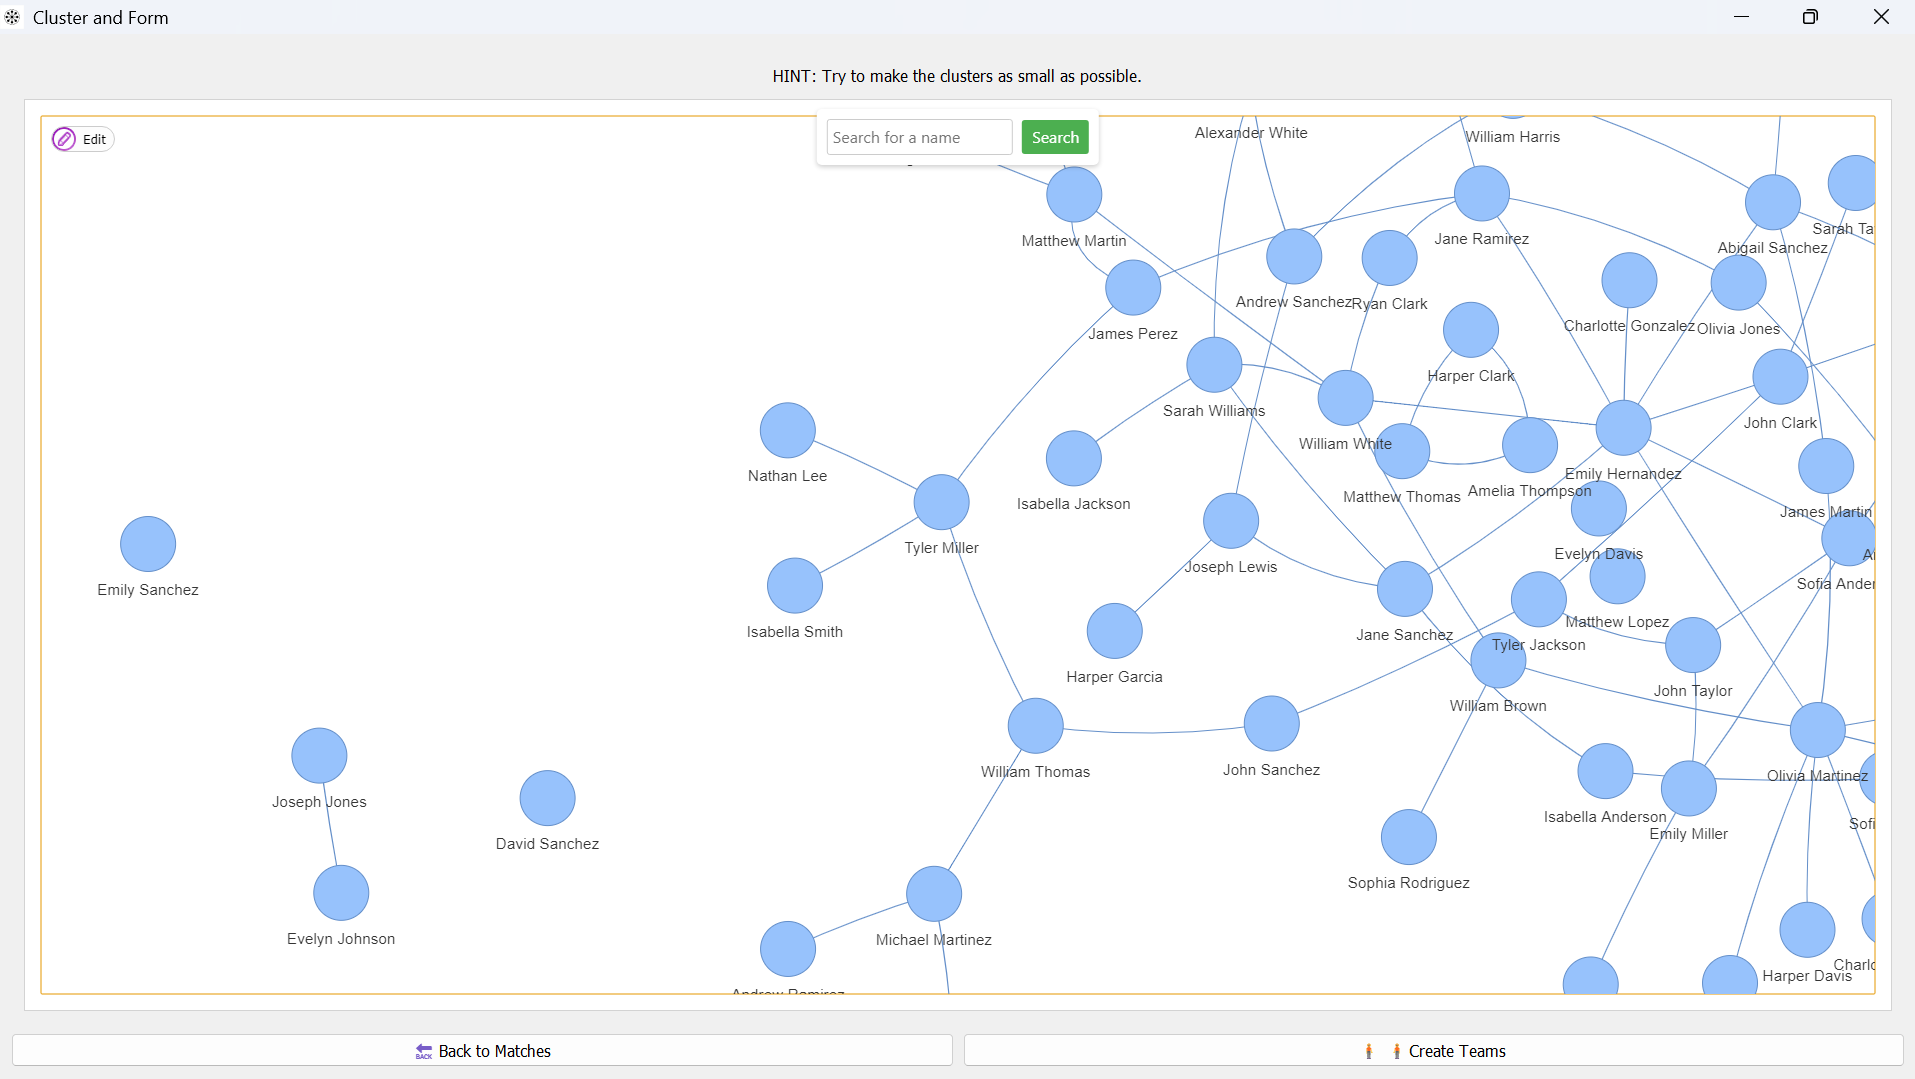 Cluster and Form
HINT: Try to make the clusters as small as possible.
Edit
Search for a name
Search
Alexander White
William Harris
Matthew Martin
Jane Ramirez
Sarah Ta
Abigail Sanchez
Andrew Sanchez
Ryan Clark
James Perez
Charlotte Gonzalez
Olivia Jones
Harper Clark
Sarah Williams
John Clark
William White
Nathan Lee
Emily Hernandez
Isabella Jackson
Matthew Thomas
Amelia Thompson
James Martin
Tyler Miller
Evelyn Davis
Joseph Lewis
Emily Sanchez
Sofia Ander
Matthew Lopez
Isabella Smith
Jane Sanchez
Tyler Jackson
Harper Garcia
John Taylor
William Brown
William Thomas
John Sanchez
Olivia Martinez
Joseph Jones
Isabella Anderson
Sofi
Emily Miller
David Sanchez
Sophia Rodriguez
Evelyn Johnson
Michael Martinez
Charlo
Harper Davis
Andrew Ramirez
BACK Back to Matches
Create Teams